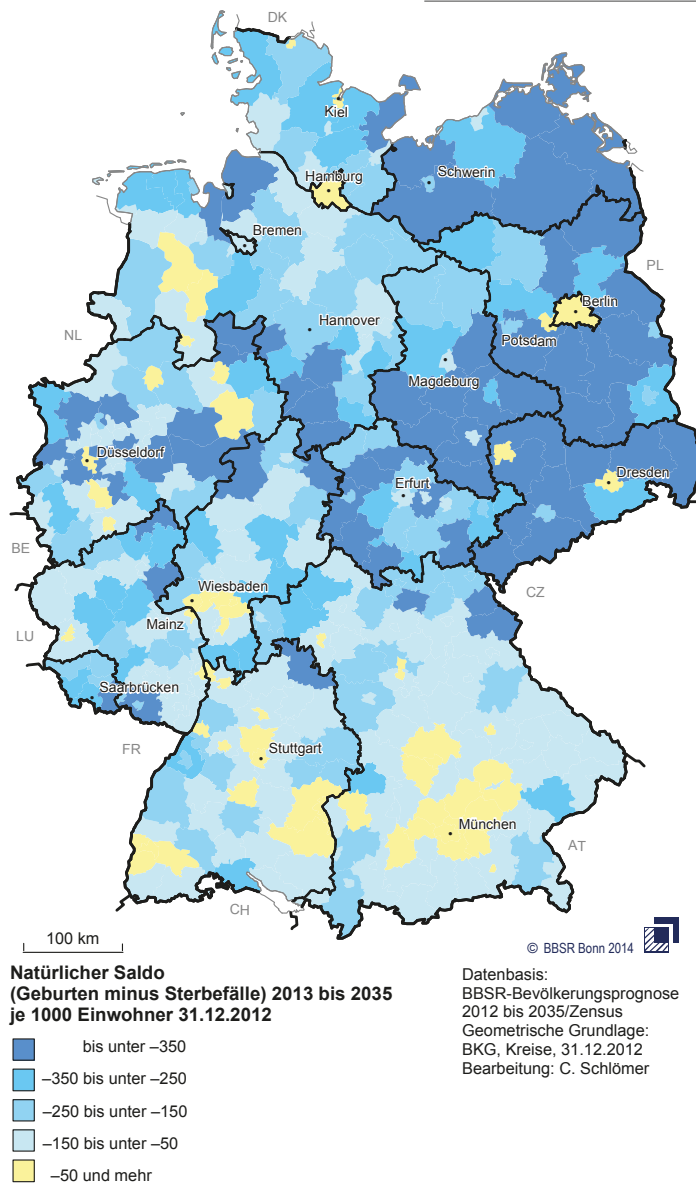 DK
Kiel
Schwerin
Hamburg
Bremen
PL
Berlin
NL
Hannover
Potsdam
Magdeburg
Düsseldorf
Dresden
Erfurt
BE
Wiesbaden
CZ
LU
Mainz
Saarbrücken
FR
Stuttgart
München
AT
CH
100 km
© BBSR Bonn 2014
Natürlicher Saldo
(Geburten minus Sterbefälle) 2013 bis 2035
je 1000 Einwohner 31.12.2012
bis unter –350
–350 bis unter –250
–250 bis unter –150
–150 bis unter –50
–50 und mehr
Datenbasis:
BBSR-Bevölkerungsprognose
2012 bis 2035/Zensus
Geometrische Grundlage:
BKG, Kreise, 31.12.2012
Bearbeitung: C. Schlömer